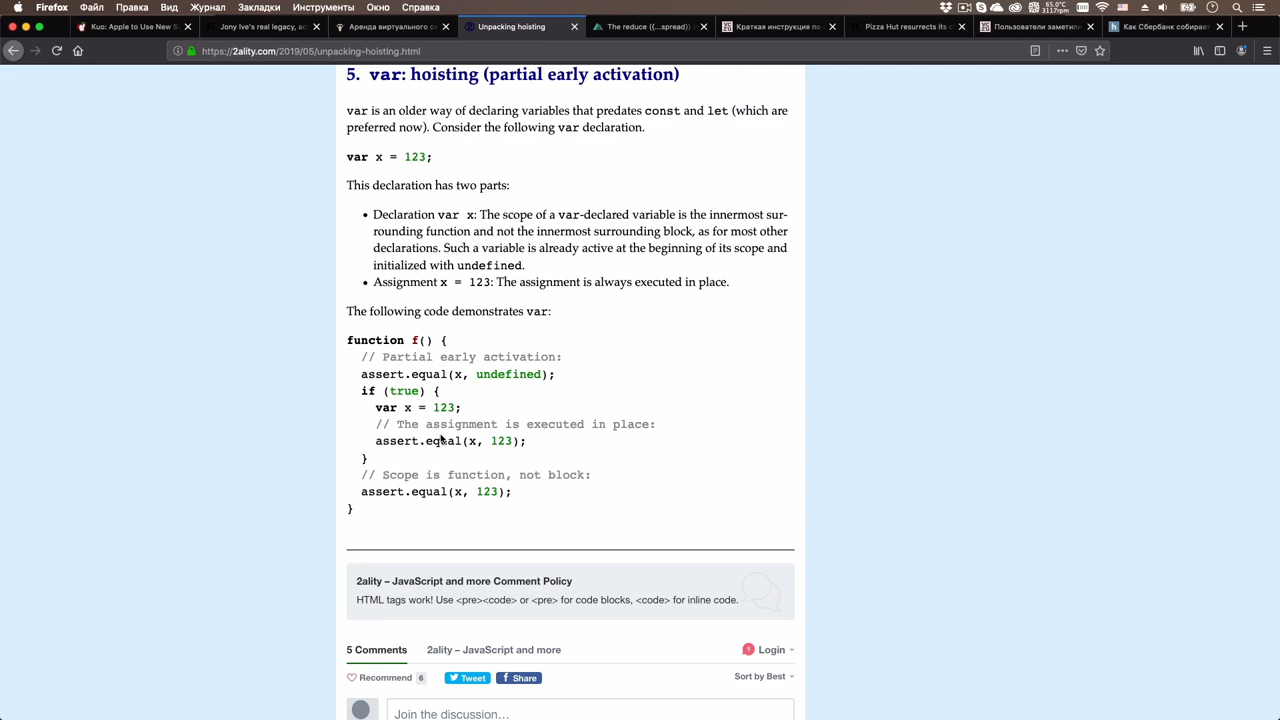 Firefox Файл Правка Вид Журнал Закладки Инструменты Окно Справка
55.0°C
Kuo: Apple to Use New S
Jony Ive's real legacy, ac
Аренда виртуального се
Unpacking hoisting
The reduce ({...spread}) a
Краткая инструкция по
Pizza Hut resurrects its c
Пользователи заметили
Как Сбербанк собирает
https://2ality.com/2019/05/unpacking-hoisting.html
5. var: hoisting (partial early activation)
var is an older way of declaring variables that predates const and let (which are
preferred now). Consider the following var declaration.
var x = 123;
This declaration has two parts:
• Declaration var x: The scope of a var-declared variable is the innermost sur-
rounding function and not the innermost surrounding block, as for most other
declarations. Such a variable is already active at the beginning of its scope and
initialized with undefined.
• Assignment x = 123: The assignment is always executed in place.
The following code demonstrates var:
function f() {
// Partial early activation:
assert.equal(x, undefined);
if (true) {
var x = 123;
// The assignment is executed in place:
assert.equal(x, 123);
}
// Scope is function, not block:
assert.equal(x, 123);
}
2ality – JavaScript and more Comment Policy
HTML tags work! Use <pre><code> or <pre> for code blocks, <code> for inline code.
5 Comments 2ality – JavaScript and more 1 Login
Recommend 6 Tweet Share Sort by Best
Join the discussion…